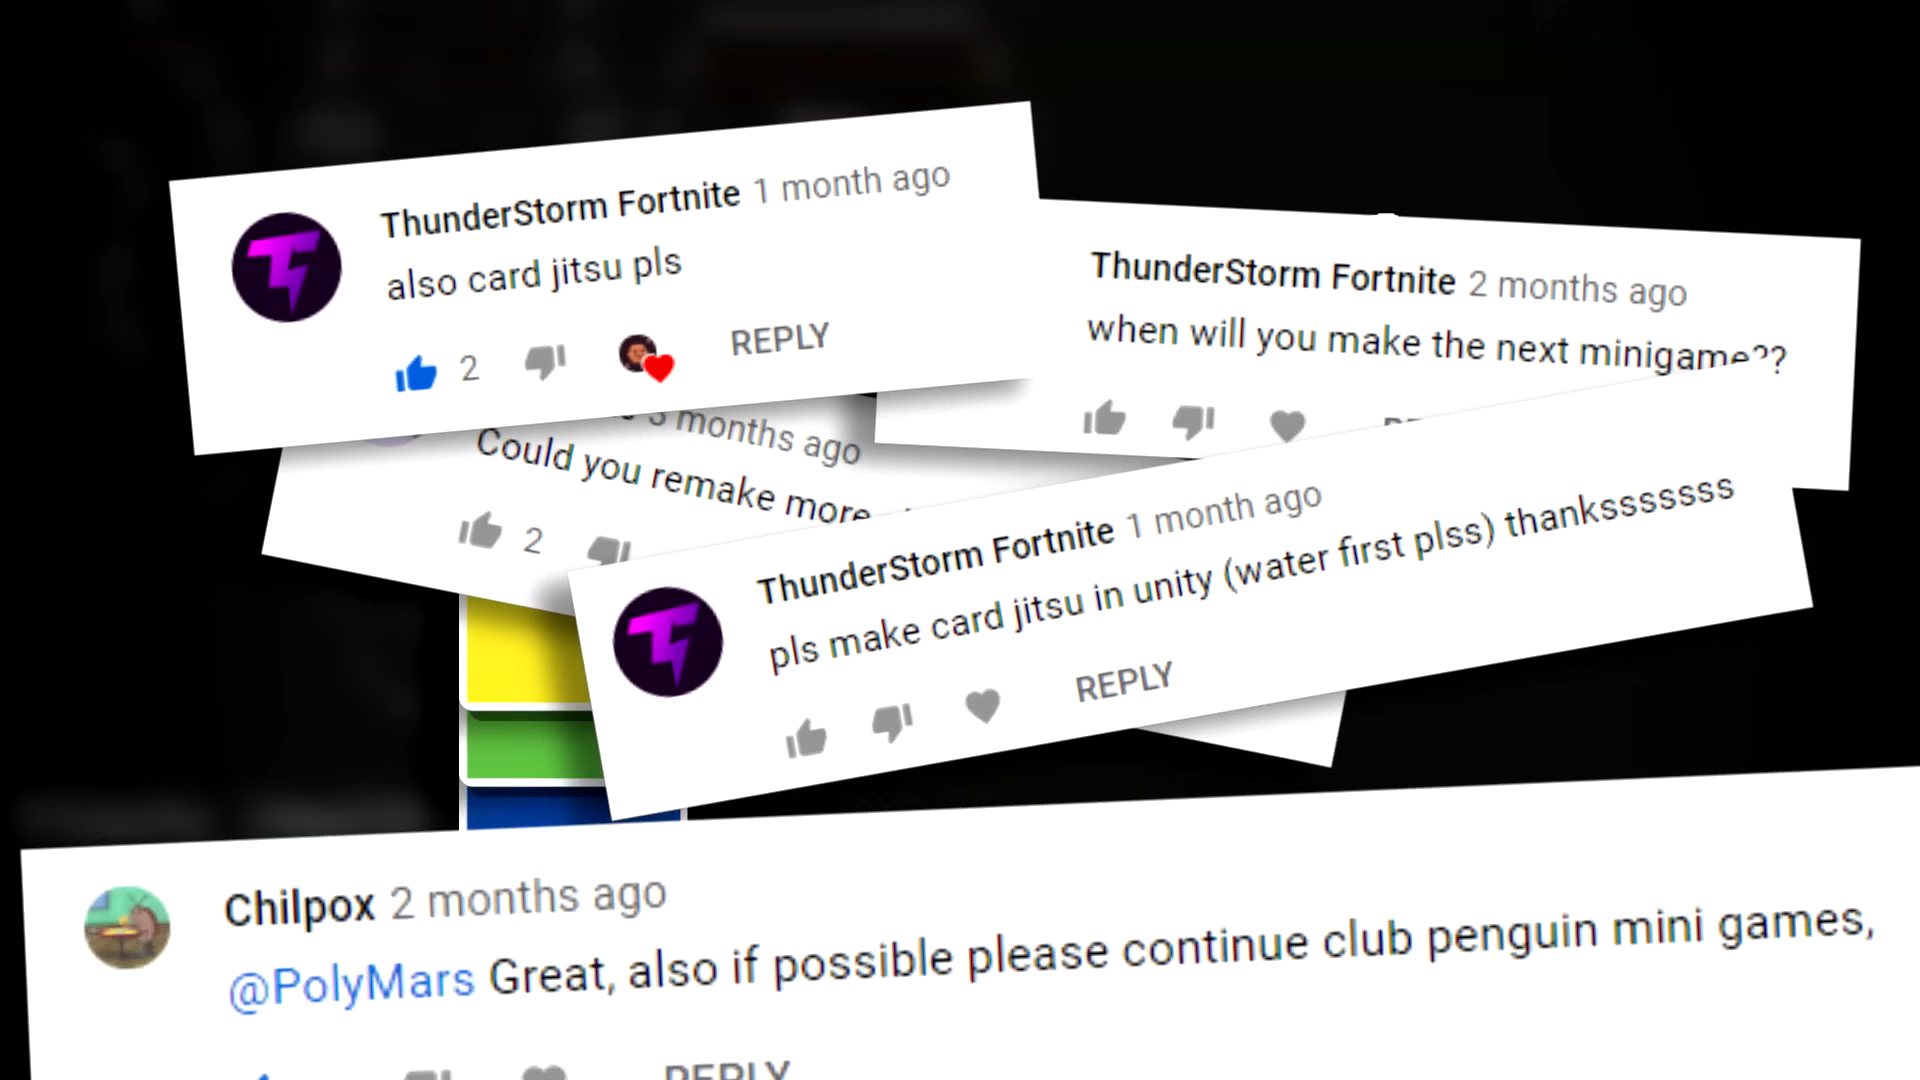 ThunderStorm Fortnite 1 month ago
also card jitsu pls
2
REPLY
ThunderStorm Fortnite 2 months ago
when will you make the next minigame??
3 months ago
Could you remake more
2
ThunderStorm Fortnite 1 month ago
pls make card jitsu in unity (water first plss) thanksssssss
REPLY
Chilpox 2 months ago
@PolyMars Great, also if possible please continue club penguin mini games,
REPLY